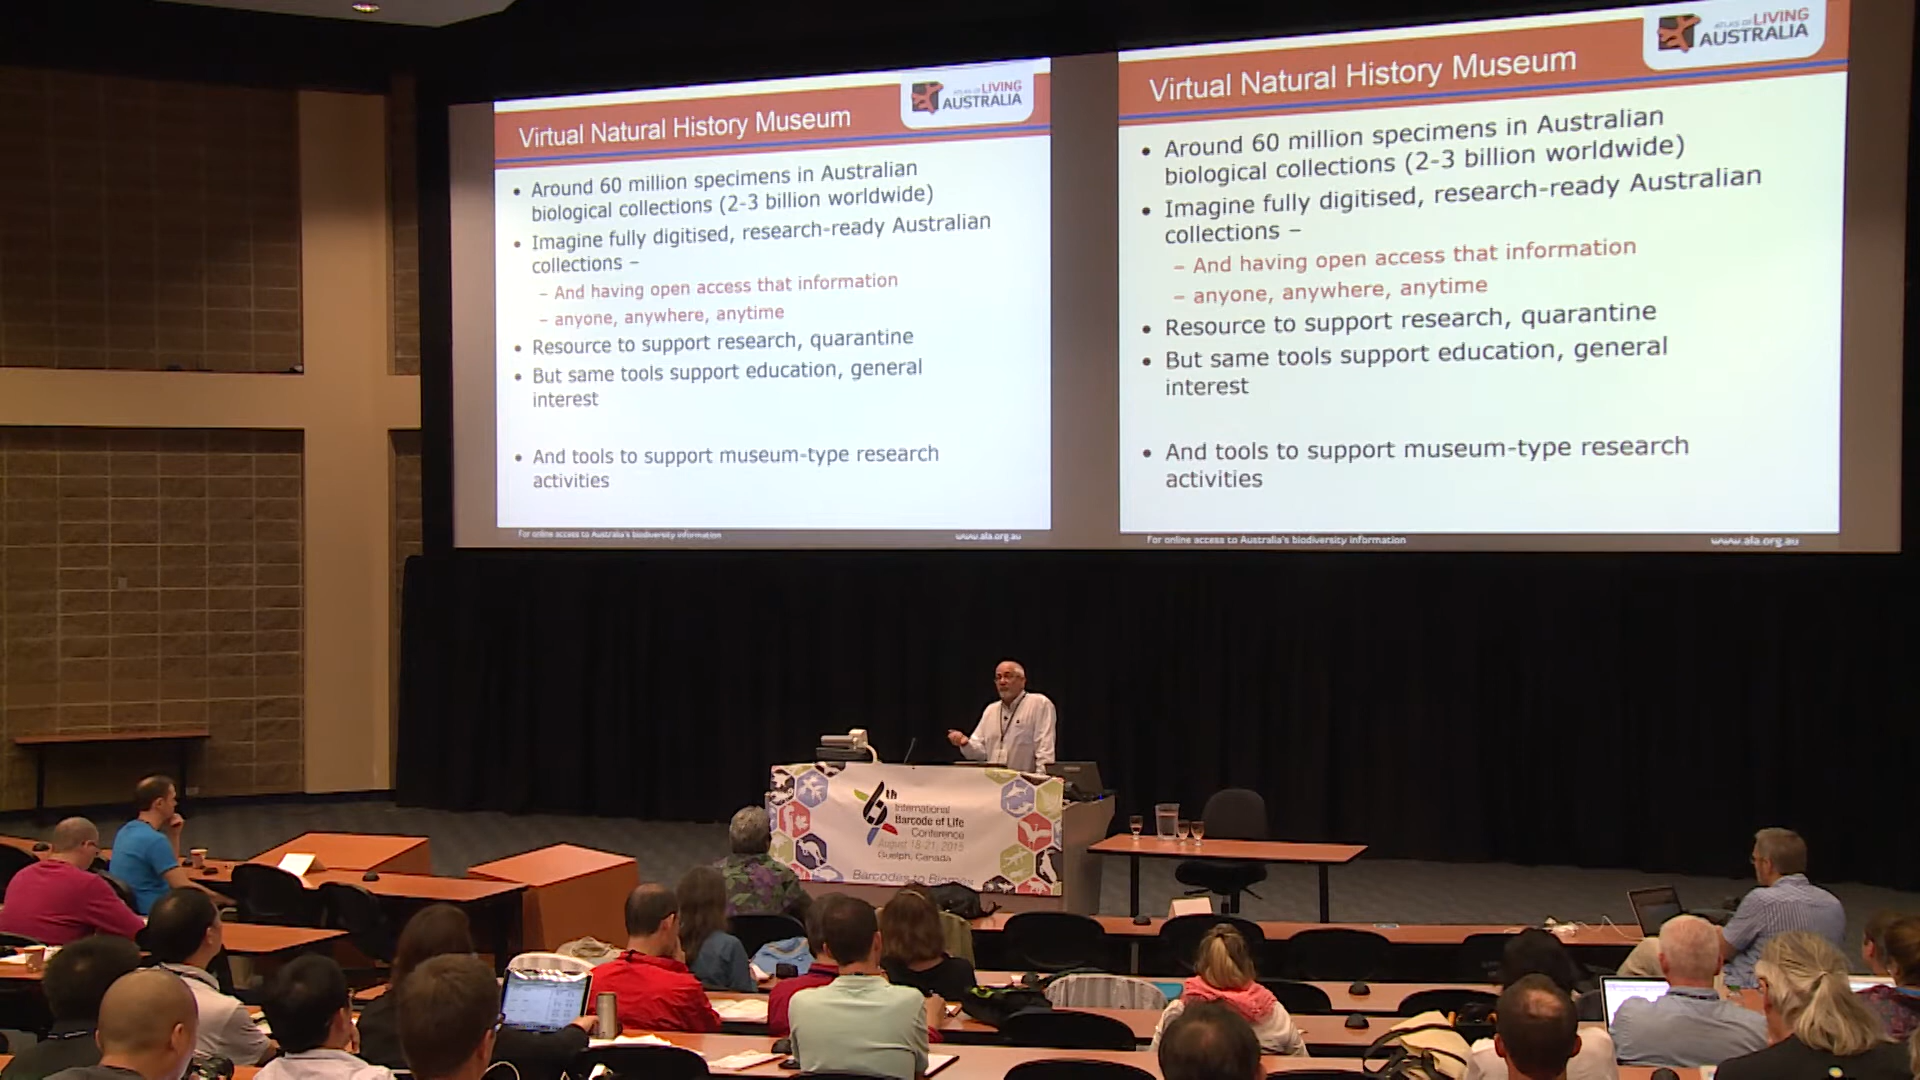 ATLAS OF LIVING
AUSTRALIA
Virtual Natural History Museum
• Around 60 million specimens in Australian
biological collections (2-3 billion worldwide)
• Imagine fully digitised, research-ready Australian
collections –
– And having open access that information
– anyone, anywhere, anytime
• Resource to support research, quarantine
• But same tools support education, general
interest
• And tools to support museum-type research
activities
For online access to Australia's biodiversity information
www.ala.org.au
ATLAS OF LIVING
AUSTRALIA
Virtual Natural History Museum
• Around 60 million specimens in Australian
biological collections (2-3 billion worldwide)
• Imagine fully digitised, research-ready Australian
collections –
– And having open access that information
– anyone, anywhere, anytime
• Resource to support research, quarantine
• But same tools support education, general
interest
• And tools to support museum-type research
activities
For online access to Australia's biodiversity information
www.ala.org.au
6th
International
Barcode of Life
Conference
August 18-21, 2015
Guelph, Canada
Barcodes to Biomes